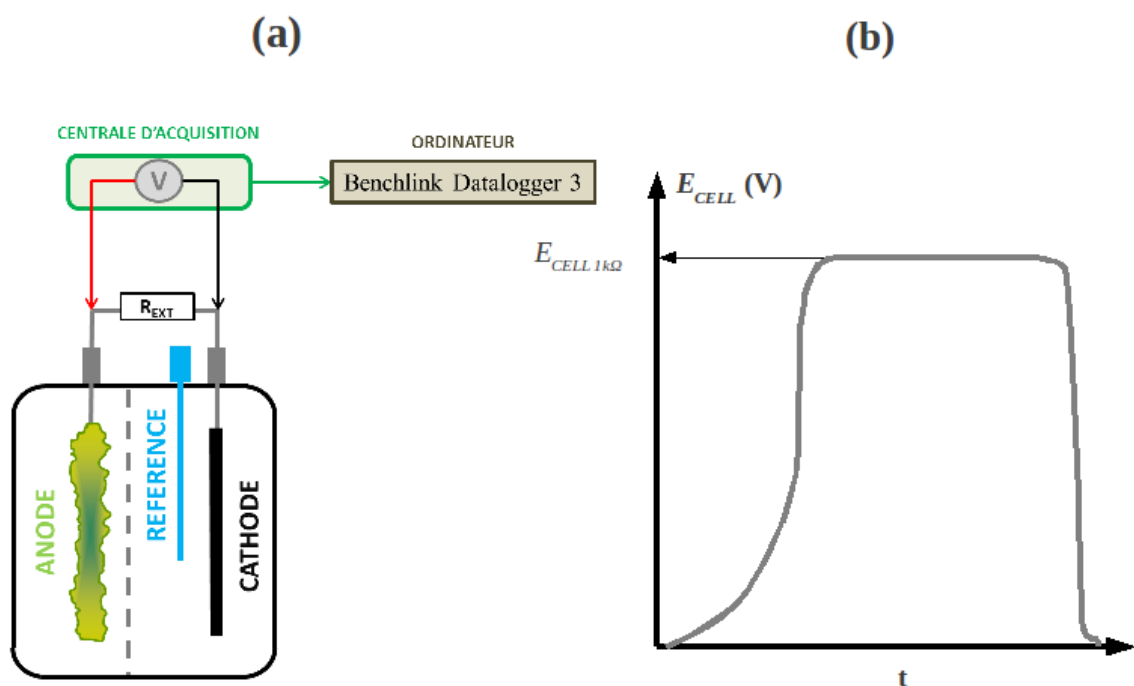 (a)
(b)
CENTRALE D'ACQUISITION
ORDINATEUR
V
Benchlink Datalogger 3
E_CELL (V)
E_CELL 1kΩ
R_EXT
ANODE
REFERENCE
CATHODE
t